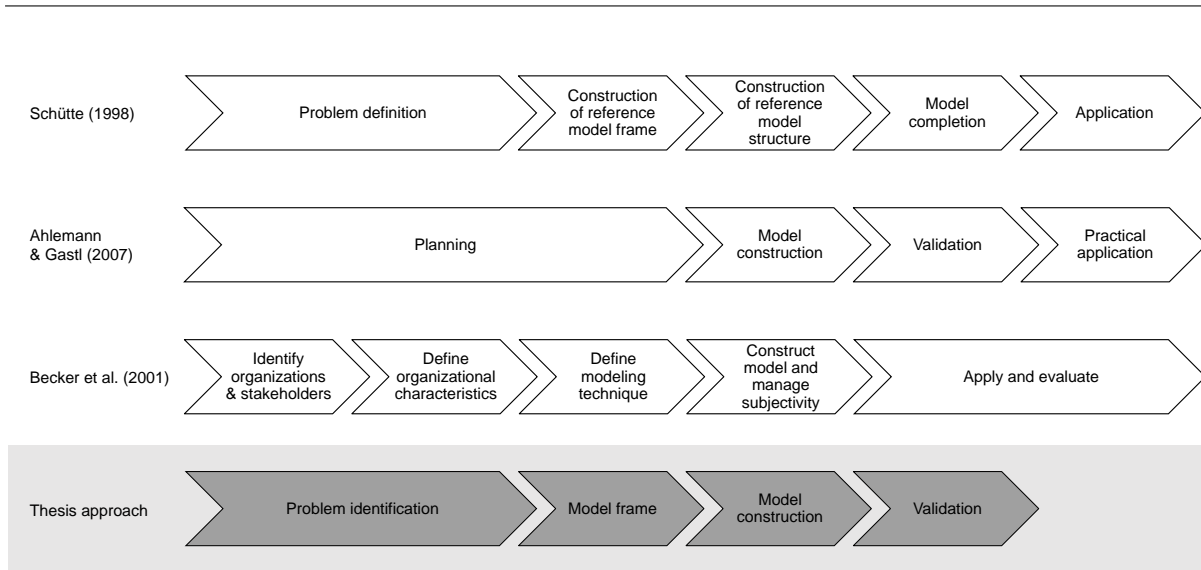 Schütte (1998)
Problem definition
Construction
of reference
model frame
Construction
of reference
model
structure
Model
completion
Application
Ahlemann
& Gastl (2007)
Planning
Model
construction
Validation
Practical
application
Becker et al. (2001)
Identify
organizations
& stakeholders
Define
organizational
characteristics
Define
modeling
technique
Construct
model and
manage
subjectivity
Apply and evaluate
Thesis approach
Problem identification
Model frame
Model
construction
Validation